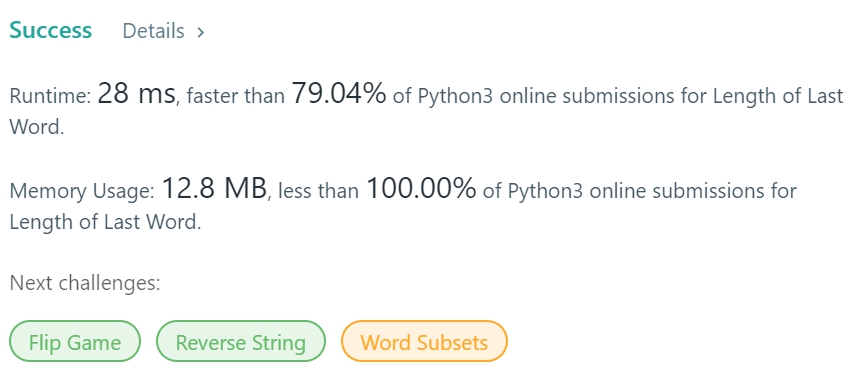 Success Details >
Runtime: 28 ms, faster than 79.04% of Python3 online submissions for Length of Last
Word.
Memory Usage: 12.8 MB, less than 100.00% of Python3 online submissions for
Length of Last Word.
Next challenges:
Flip Game Reverse String Word Subsets